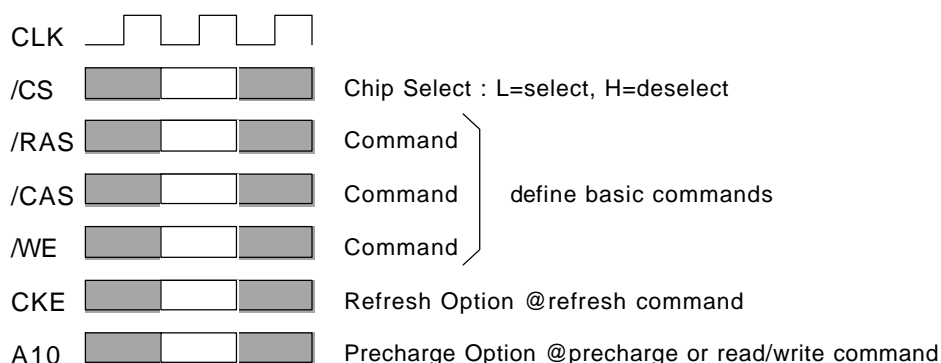 CLK
/CS Chip Select : L=select, H=deselect
/RAS Command
/CAS Command define basic commands
/WE Command
CKE Refresh Option @refresh command
A10 Precharge Option @precharge or read/write command